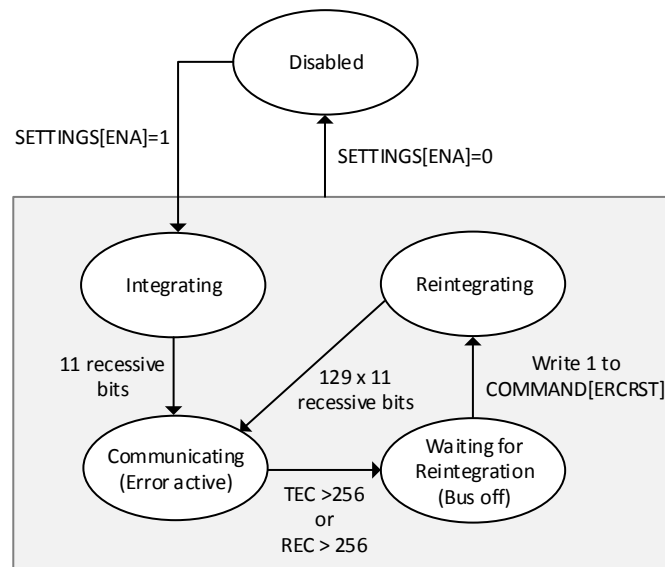 Disabled
SETTINGS[ENA]=1
SETTINGS[ENA]=0
Integrating
Reintegrating
11 recessive
bits
129 x 11
recessive bits
Write 1 to
COMMAND[ERCRST]
Communicating
(Error active)
TEC >256
or
REC > 256
Waiting for
Reintegration
(Bus off)